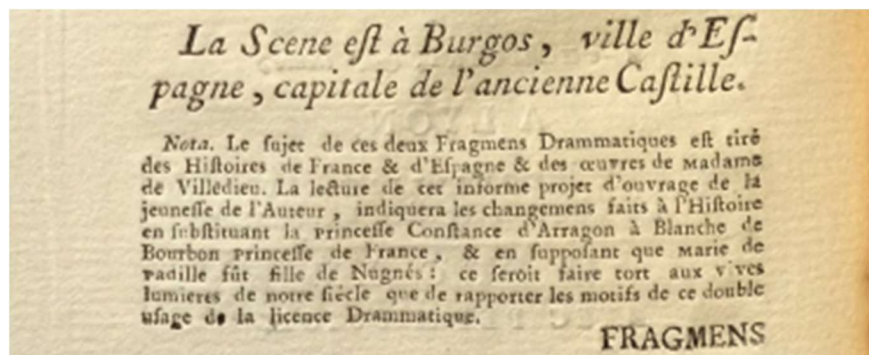 La Scene eſt à Burgos, ville d'Eſ-
pagne, capitale de l'ancienne Caſtille.
Nota. Le ſujet de ces deux Fragmens Drammatiques eſt tiré
des Hiſtoires de France & d'Eſpagne & des œuvres de Madame
de Villedieu. La lecture de cet informe projet d'ouvrage de la
jeuneſſe de l'Auteur, indiquera les changemens faits à l'Hiſtoire
en ſubſtituant la Princeſſe Conſtance d'Arragon à Blanche de
Bourbon Princeſſe de France, & en ſuppoſant que Marie de
Padille fût fille de Nugnés: ce ſeroit faire tort aux vives
lumieres de notre ſiécle que de rapporter les motifs de ce double
uſage de la licence Drammatique.
FRAGMENS